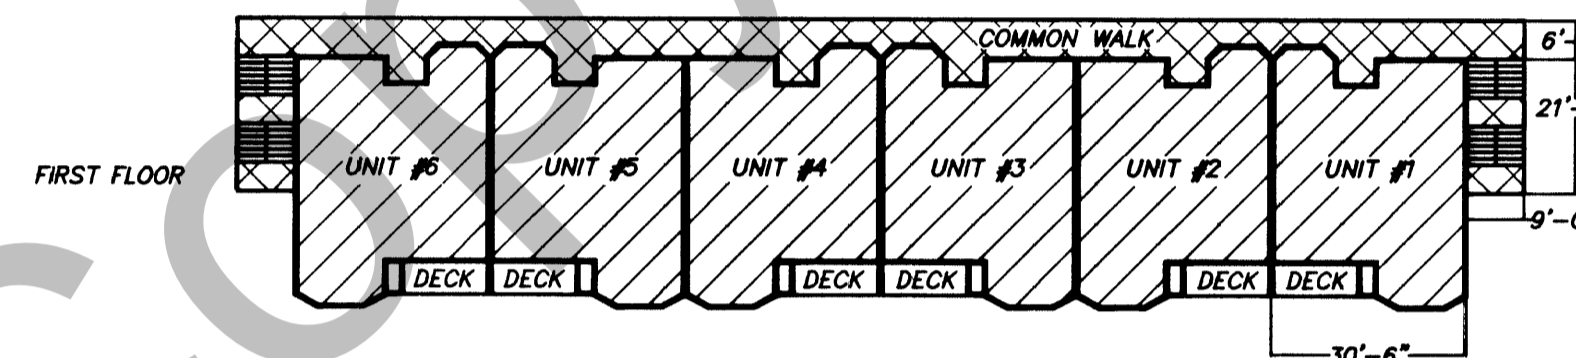 COMMON WALK
6'-
21'-
FIRST FLOOR
UNIT #6
UNIT #5
UNIT #4
UNIT #3
UNIT #2
UNIT #1
9'-
DECK
DECK
DECK
DECK
DECK
DECK
30'-6"